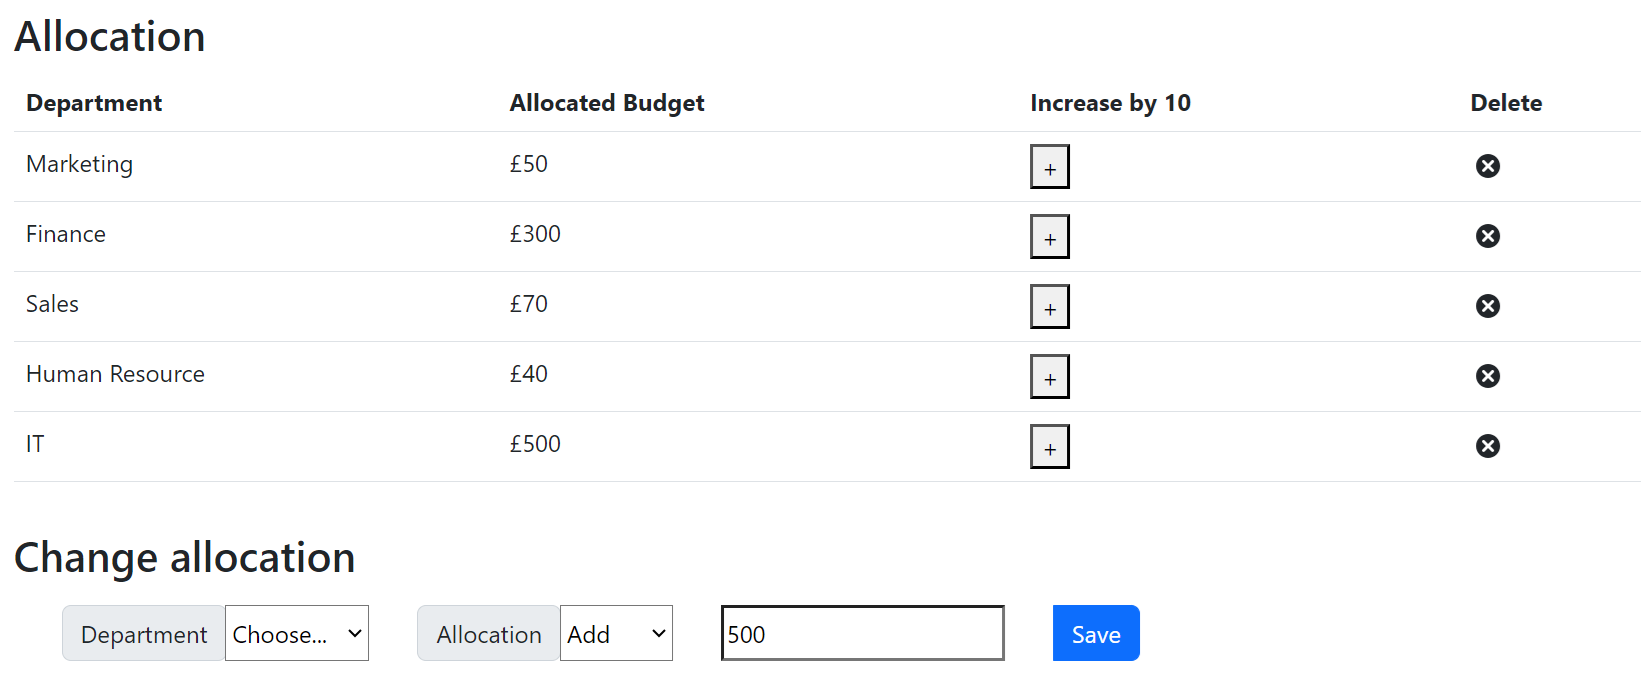 Allocation
Department Allocated Budget Increase by 10 Delete
Marketing £50 +
Finance £300 +
Sales £70 +
Human Resource £40 +
IT £500 +
Change allocation
Department Choose... Allocation Add 500 Save